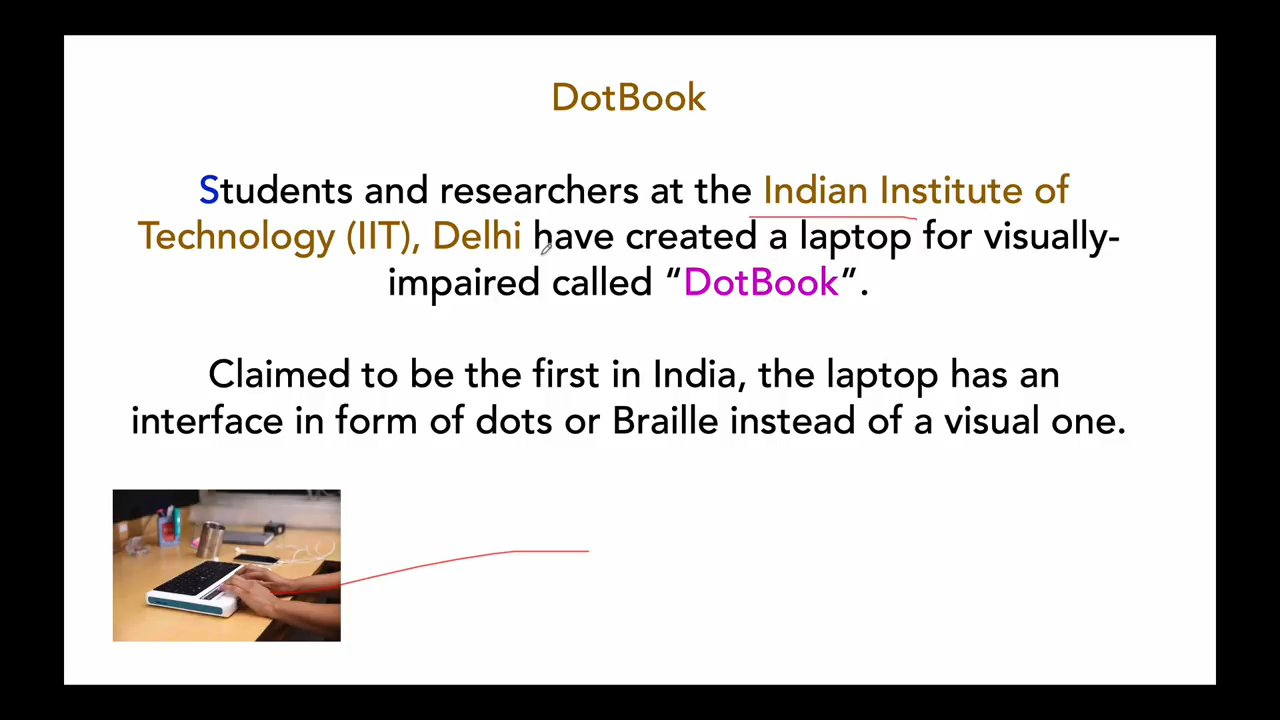 DotBook
Students and researchers at the Indian Institute of
Technology (IIT), Delhi have created a laptop for visually-
impaired called “DotBook”.
Claimed to be the first in India, the laptop has an
interface in form of dots or Braille instead of a visual one.